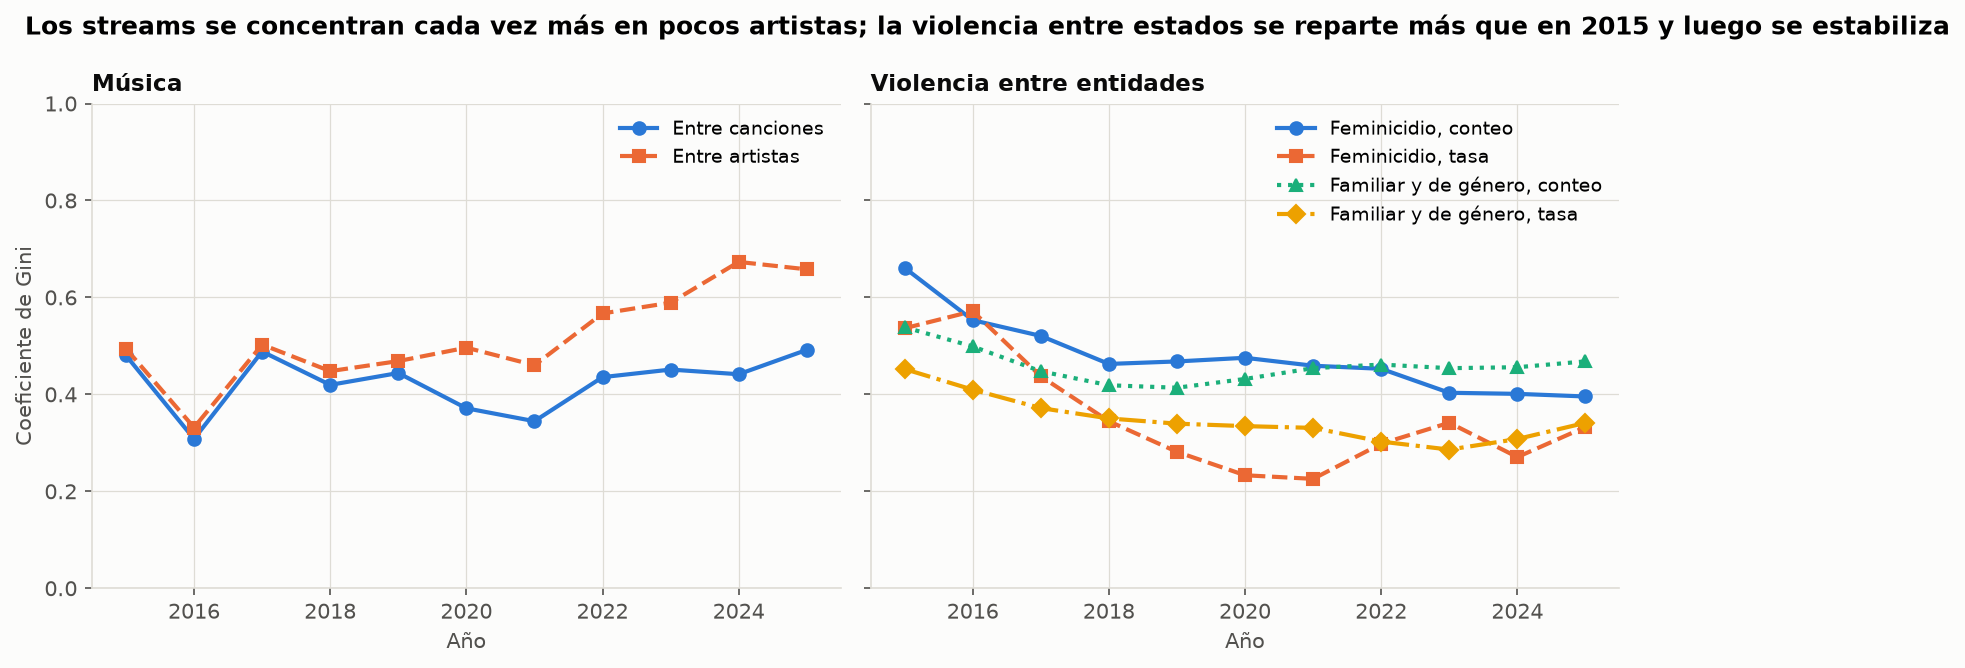 Los streams se concentran cada vez más en pocos artistas; la violencia entre estados se reparte más que en 2015 y luego se estabiliza
Música
Coeficiente de Gini
1.0
0.8
0.6
0.4
0.2
0.0
Entre canciones
Entre artistas
2016
2018
2020
2022
2024
Año
Violencia entre entidades
Feminicidio, conteo
Feminicidio, tasa
Familiar y de género, conteo
Familiar y de género, tasa
2016
2018
2020
2022
2024
Año